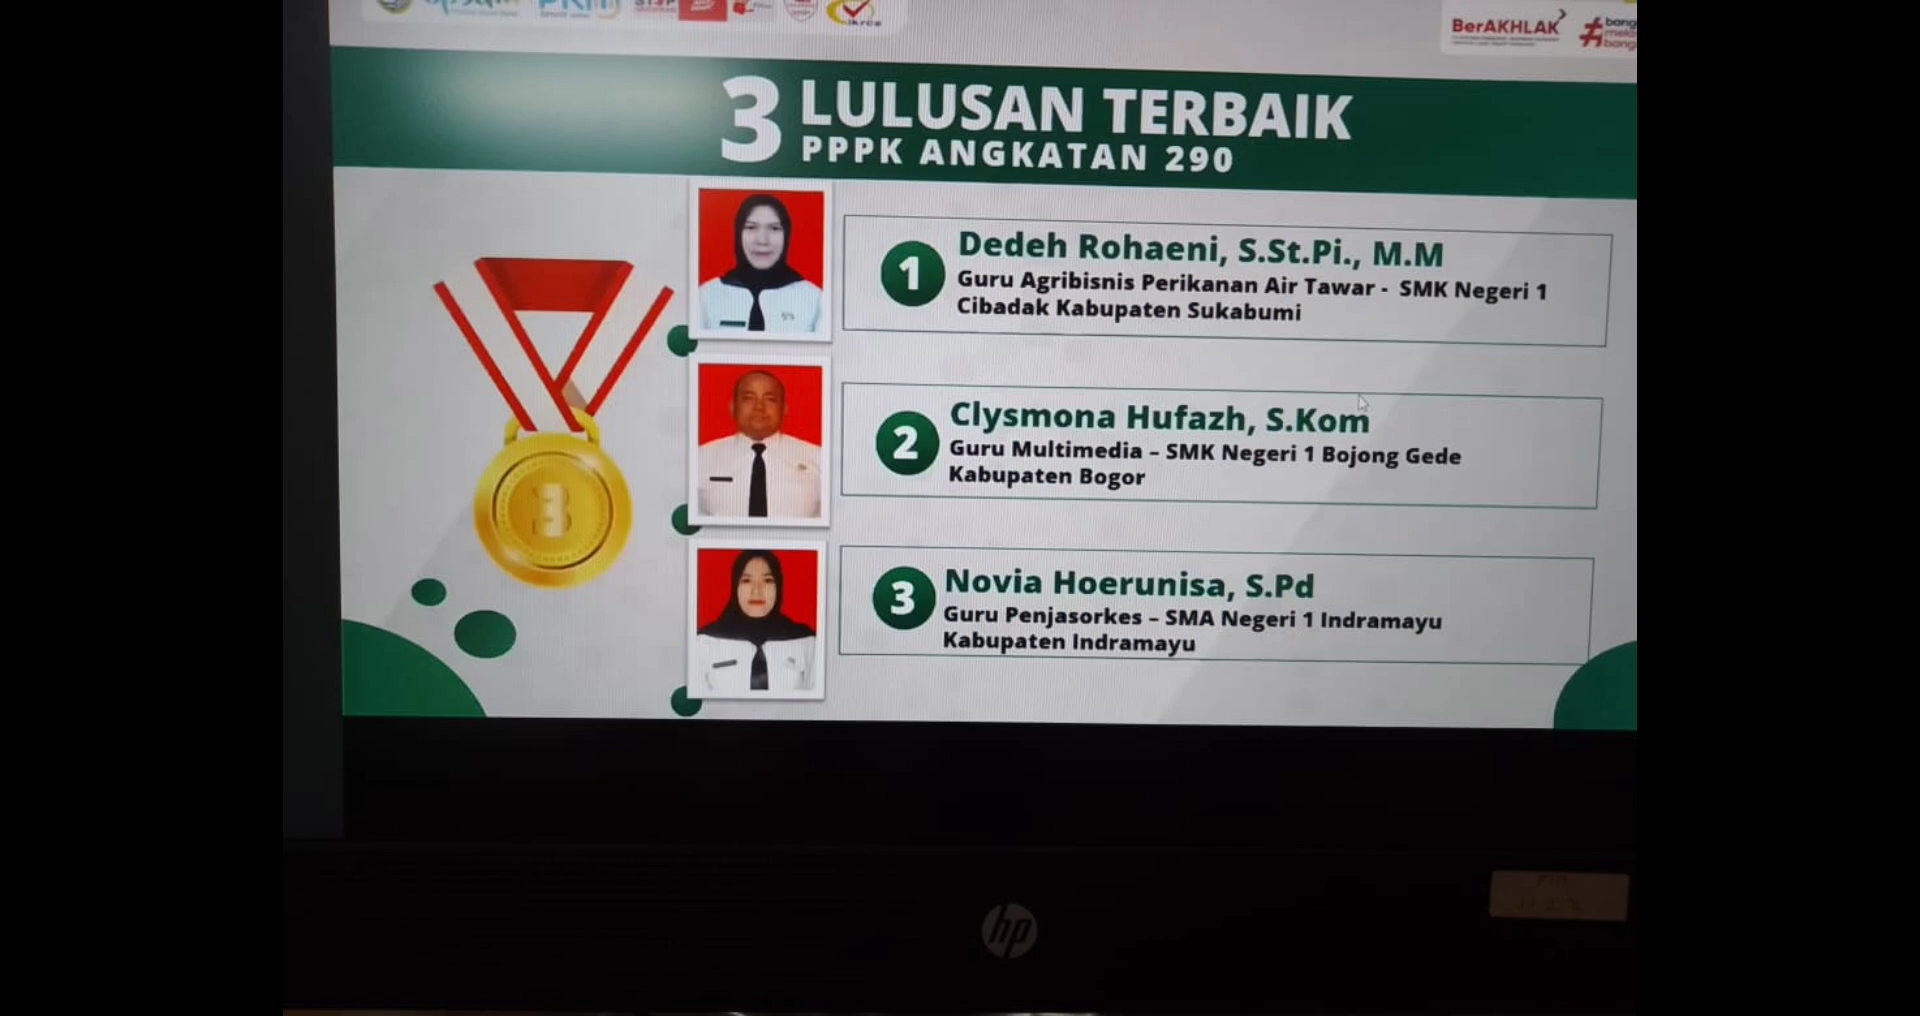 BerAKHLAK
3 LULUSAN TERBAIK
PPPK ANGKATAN 290
1
Dedeh Rohaeni, S.St.Pi., M.M
Guru Agribisnis Perikanan Air Tawar - SMK Negeri 1
Cibadak Kabupaten Sukabumi
2
Clysmona Hufazh, S.Kom
Guru Multimedia – SMK Negeri 1 Bojong Gede
Kabupaten Bogor
3
3
Novia Hoerunisa, S.Pd
Guru Penjasorkes – SMA Negeri 1 Indramayu
Kabupaten Indramayu
hp